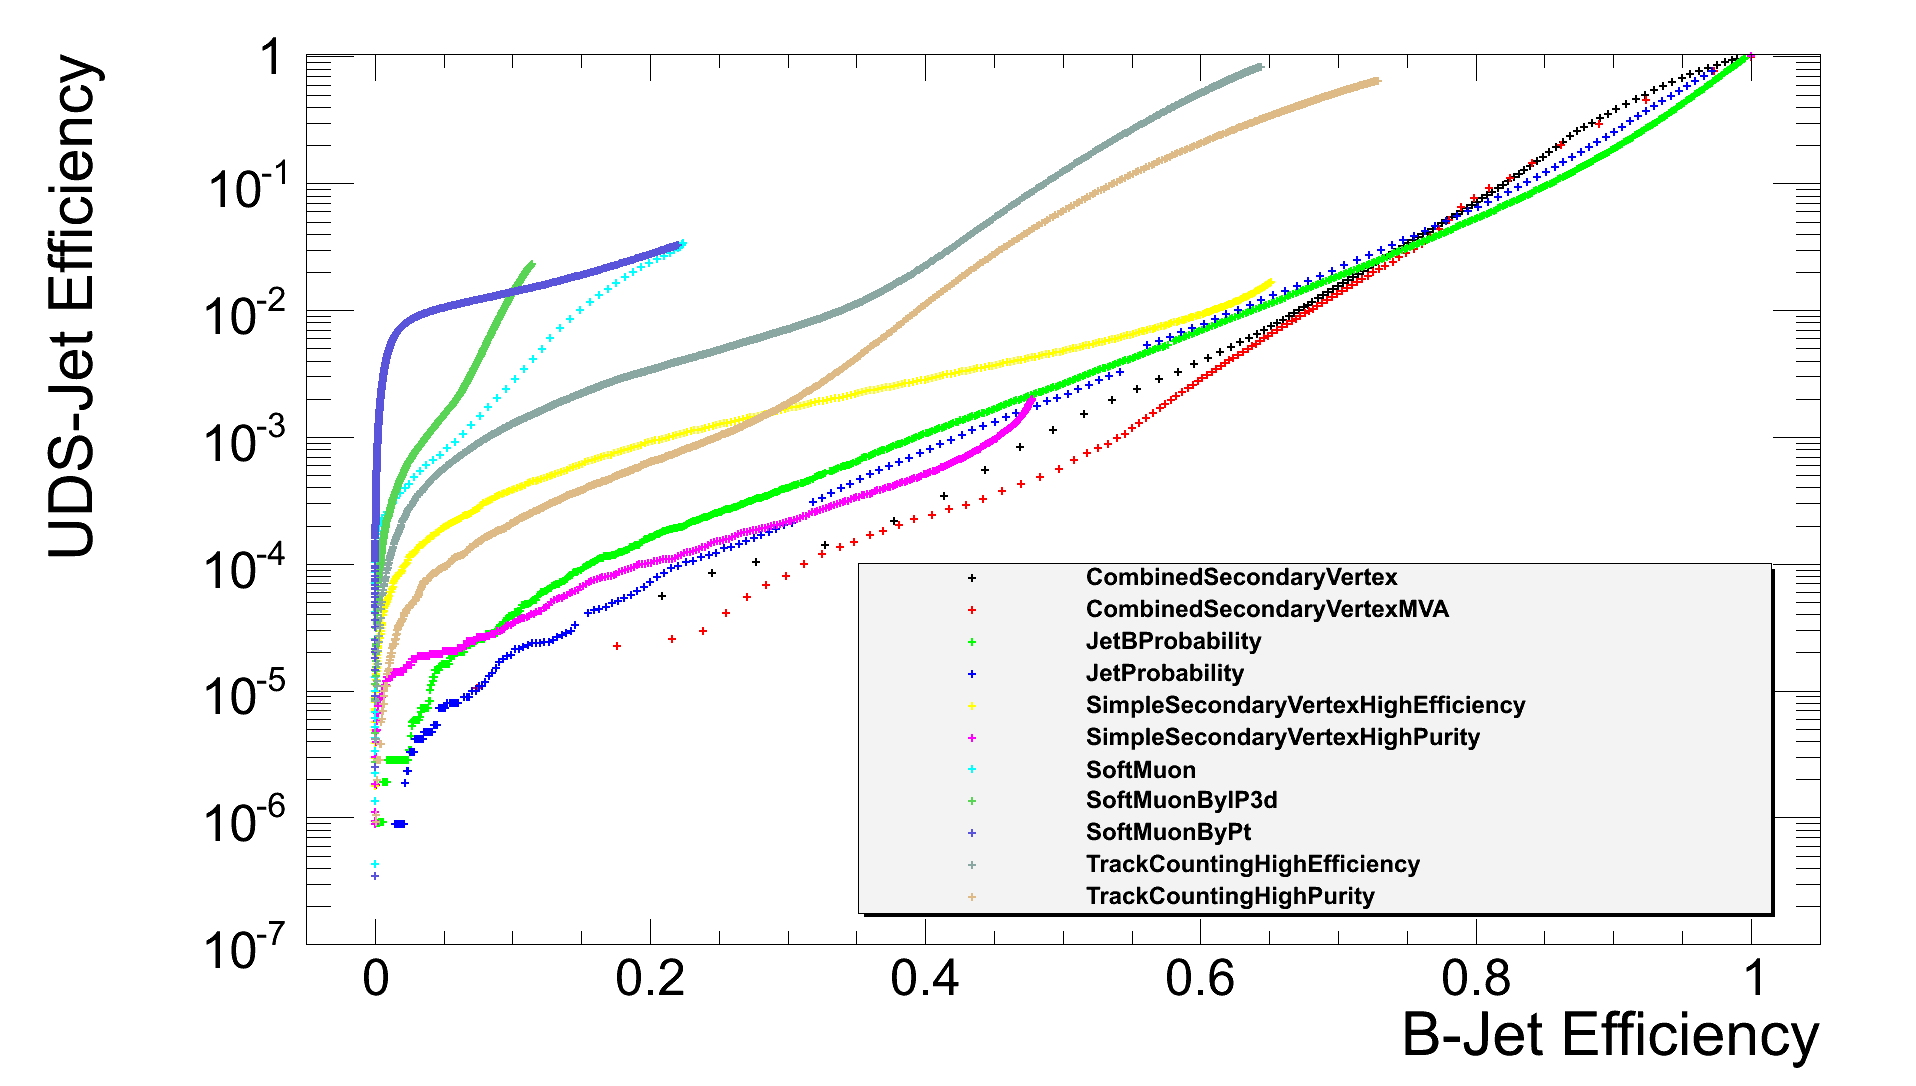 UDS-Jet Efficiency
1
10-1
10-2
10-3
10-4
10-5
10-6
10-7
CombinedSecondaryVertex
CombinedSecondaryVertexMVA
JetBProbability
JetProbability
SimpleSecondaryVertexHighEfficiency
SimpleSecondaryVertexHighPurity
SoftMuon
SoftMuonByIP3d
SoftMuonByPt
TrackCountingHighEfficiency
TrackCountingHighPurity
0 0.2 0.4 0.6 0.8 1
B-Jet Efficiency